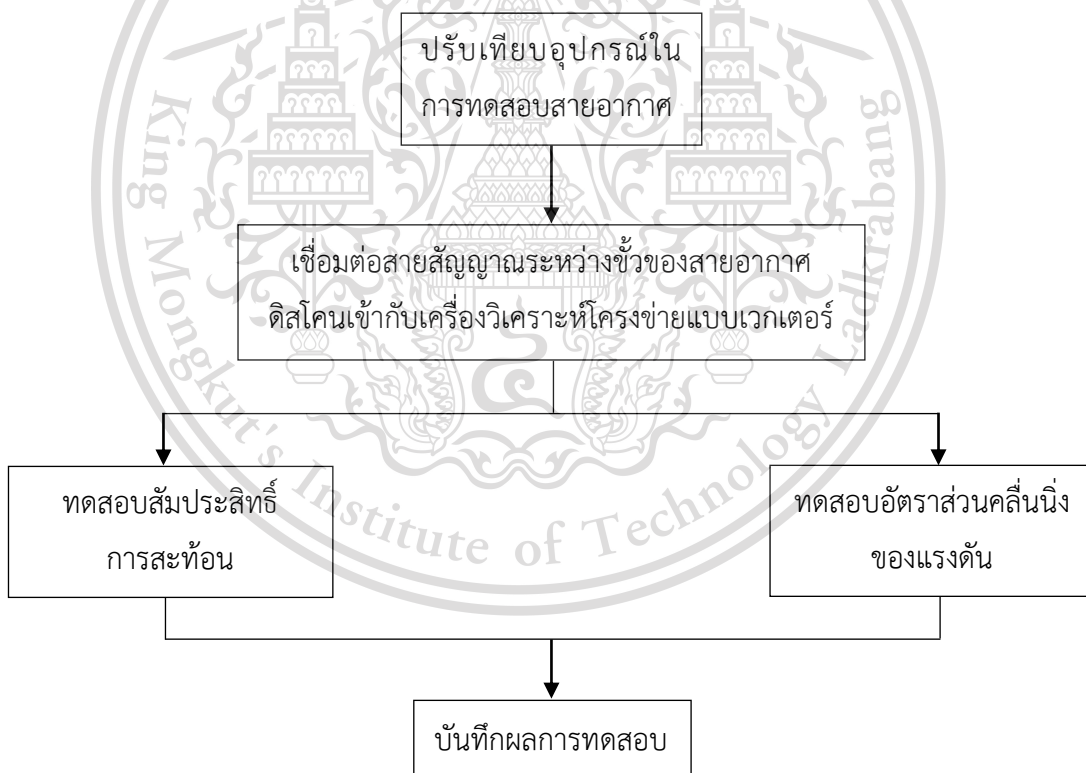 ปรับเทียบอุปกรณ์ใน
การทดสอบสายอากาศ
เชื่อมต่อสายสัญญาณระหว่างขั้วของสายอากาศ
ดิสโคนเข้ากับเครื่องวิเคราะห์โครงข่ายแบบเวกเตอร์
ทดสอบสัมประสิทธิ์
การสะท้อน
ทดสอบอัตราส่วนคลื่นนิ่ง
ของแรงดัน
บันทึกผลการทดสอบ
King Mongkut's Institute of Technology Ladkrabang